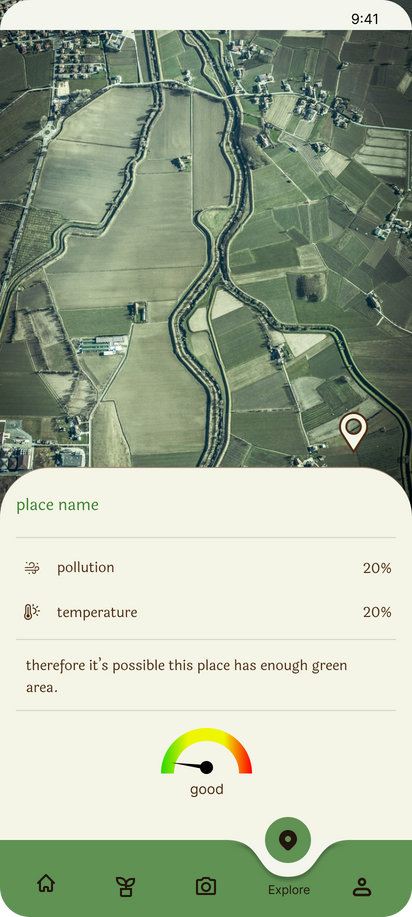 9:41
place name
pollution 20%
temperature 20%
therefore it's possible this place has enough green
area.
good
Explore